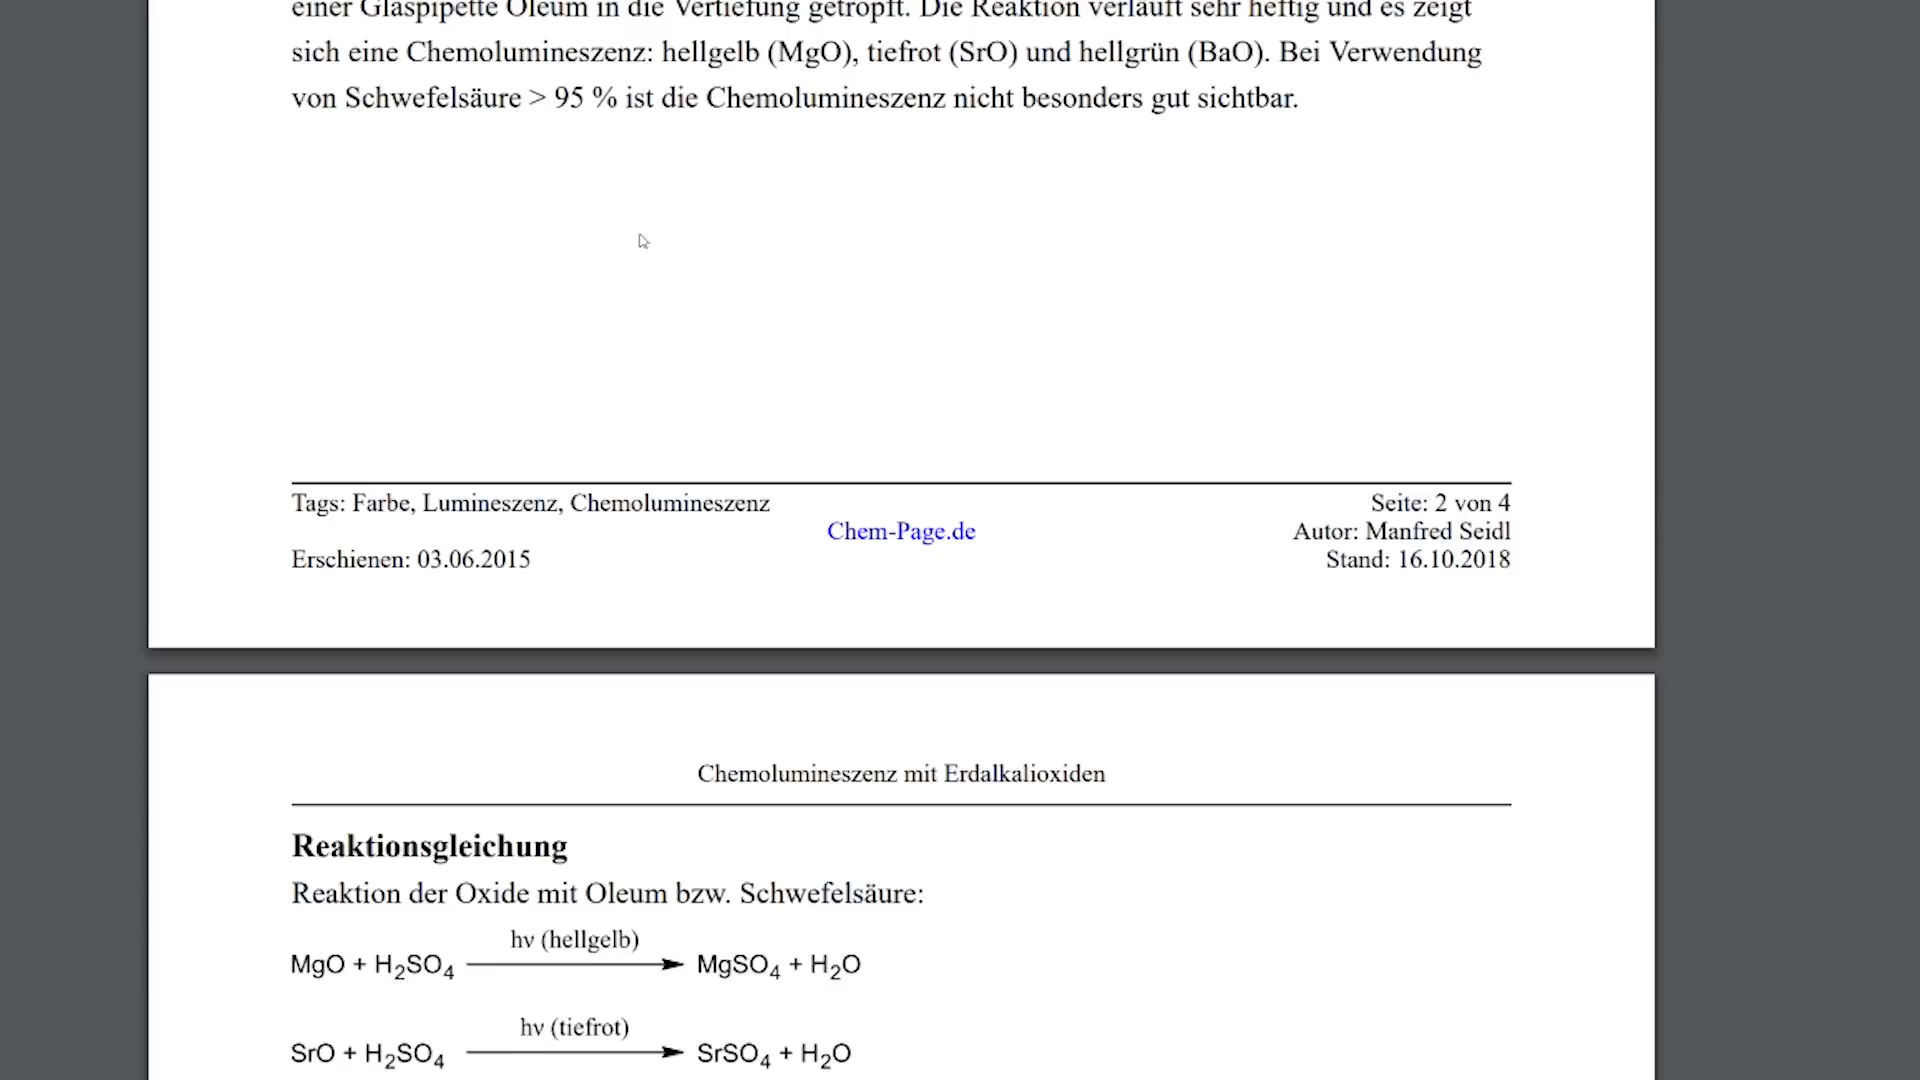 einer Glaspipette Oleum in die Vertiefung getropft. Die Reaktion verläuft sehr heftig und es zeigt
sich eine Chemolumineszenz: hellgelb (MgO), tiefrot (SrO) und hellgrün (BaO). Bei Verwendung
von Schwefelsäure > 95 % ist die Chemolumineszenz nicht besonders gut sichtbar.
Tags: Farbe, Lumineszenz, Chemolumineszenz
Seite: 2 von 4
Chem-Page.de
Autor: Manfred Seidl
Erschienen: 03.06.2015
Stand: 16.10.2018
Chemolumineszenz mit Erdalkalioxiden
Reaktionsgleichung
Reaktion der Oxide mit Oleum bzw. Schwefelsäure:
hν (hellgelb)
MgO + H₂SO₄ → MgSO₄ + H₂O
hν (tiefrot)
SrO + H₂SO₄ → SrSO₄ + H₂O